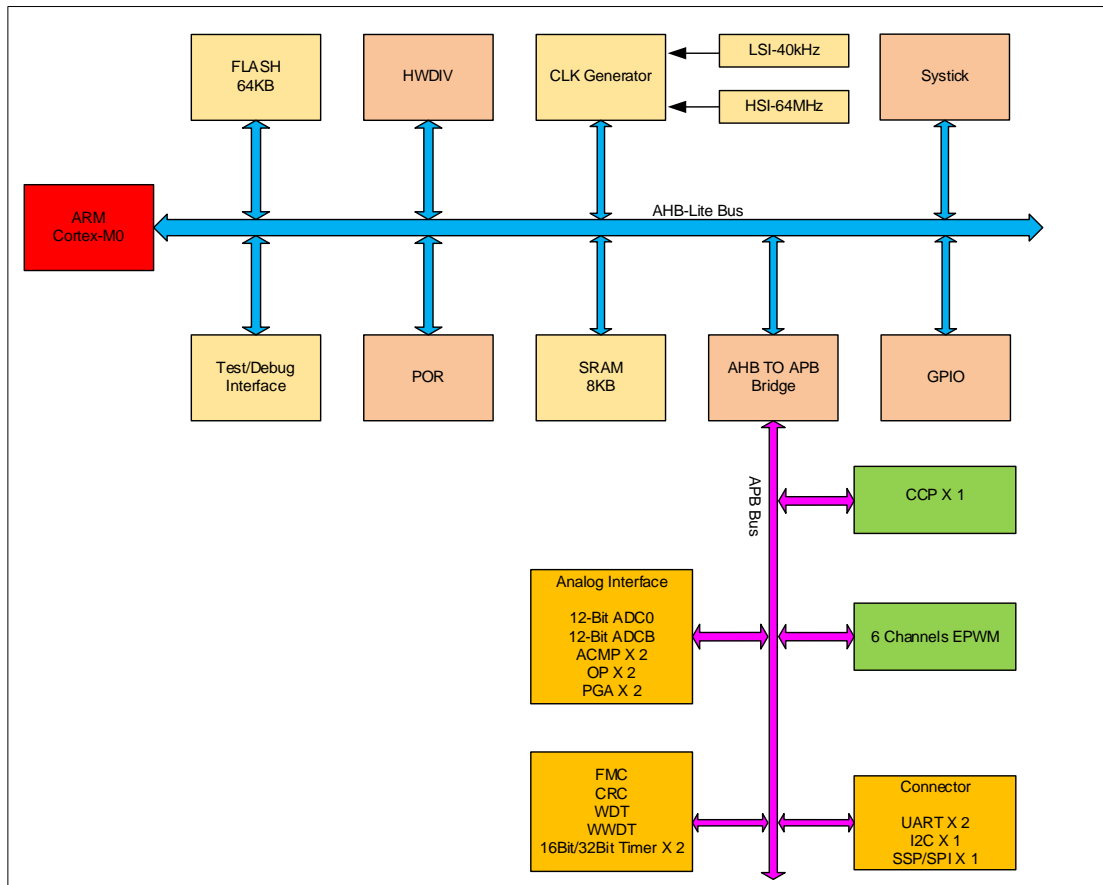 FLASH
64KB
HWDIV
CLK Generator
LSI-40kHz
HSI-64MHz
Systick
ARM
Cortex-M0
AHB-Lite Bus
Test/Debug
Interface
POR
SRAM
8KB
AHB TO APB
Bridge
GPIO
APB Bus
CCP X 1
Analog Interface
12-Bit ADC0
12-Bit ADCB
ACMP X 2
OP X 2
PGA X 2
6 Channels EPWM
FMC
CRC
WDT
WWDT
16Bit/32Bit Timer X 2
Connector
UART X 2
I2C X 1
SSP/SPI X 1